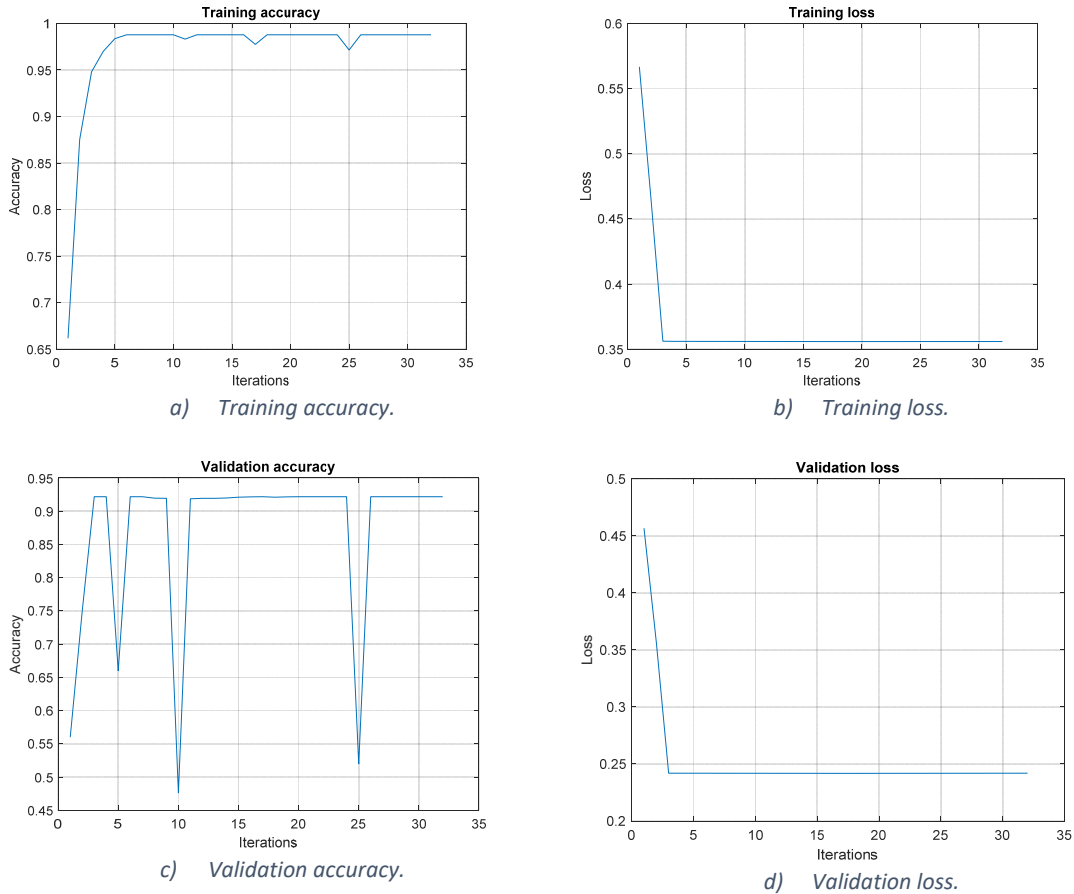 Training accuracy
1
0.95
0.9
0.85
0.8
0.75
0.7
0.65
Accuracy
0 5 10 15 20 25 30 35
Iterations
a) Training accuracy.
Training loss
0.6
0.55
0.5
0.45
0.4
0.35
Loss
0 5 10 15 20 25 30 35
Iterations
b) Training loss.
Validation accuracy
0.95
0.9
0.85
0.8
0.75
0.7
0.65
0.6
0.55
0.5
0.45
Accuracy
0 5 10 15 20 25 30 35
Iterations
c) Validation accuracy.
Validation loss
0.5
0.45
0.4
0.35
0.3
0.25
0.2
Loss
0 5 10 15 20 25 30 35
Iterations
d) Validation loss.